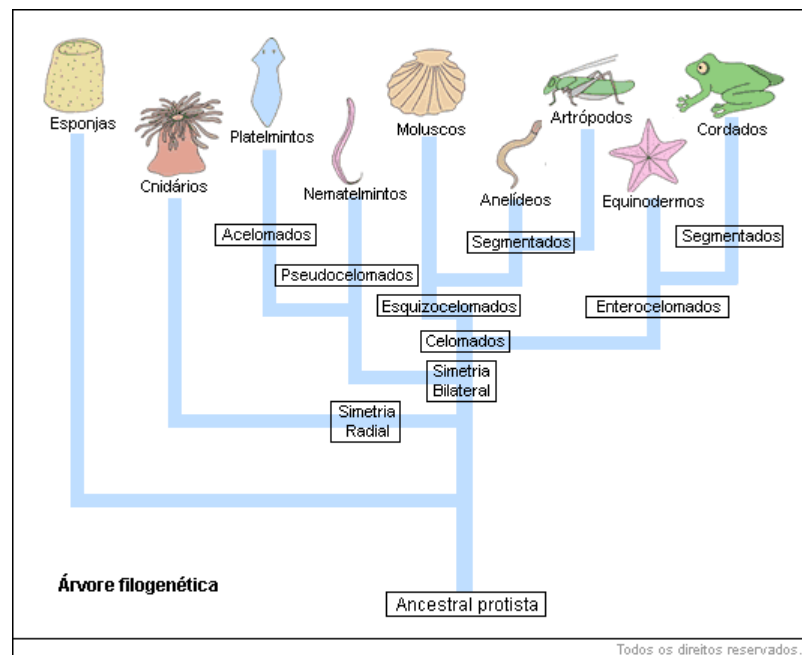 Esponjas
Cnidários
Platelmintos
Nematelmintos
Moluscos
Anelídeos
Artrópodos
Equinodermos
Cordados
Acelomados
Segmentados
Segmentados
Pseudocelomados
Esquizocelomados
Enterocelomados
Celomados
Simetria
Bilateral
Simetria
Radial
Árvore filogenética
Ancestral protista
Todos os direitos reservados.